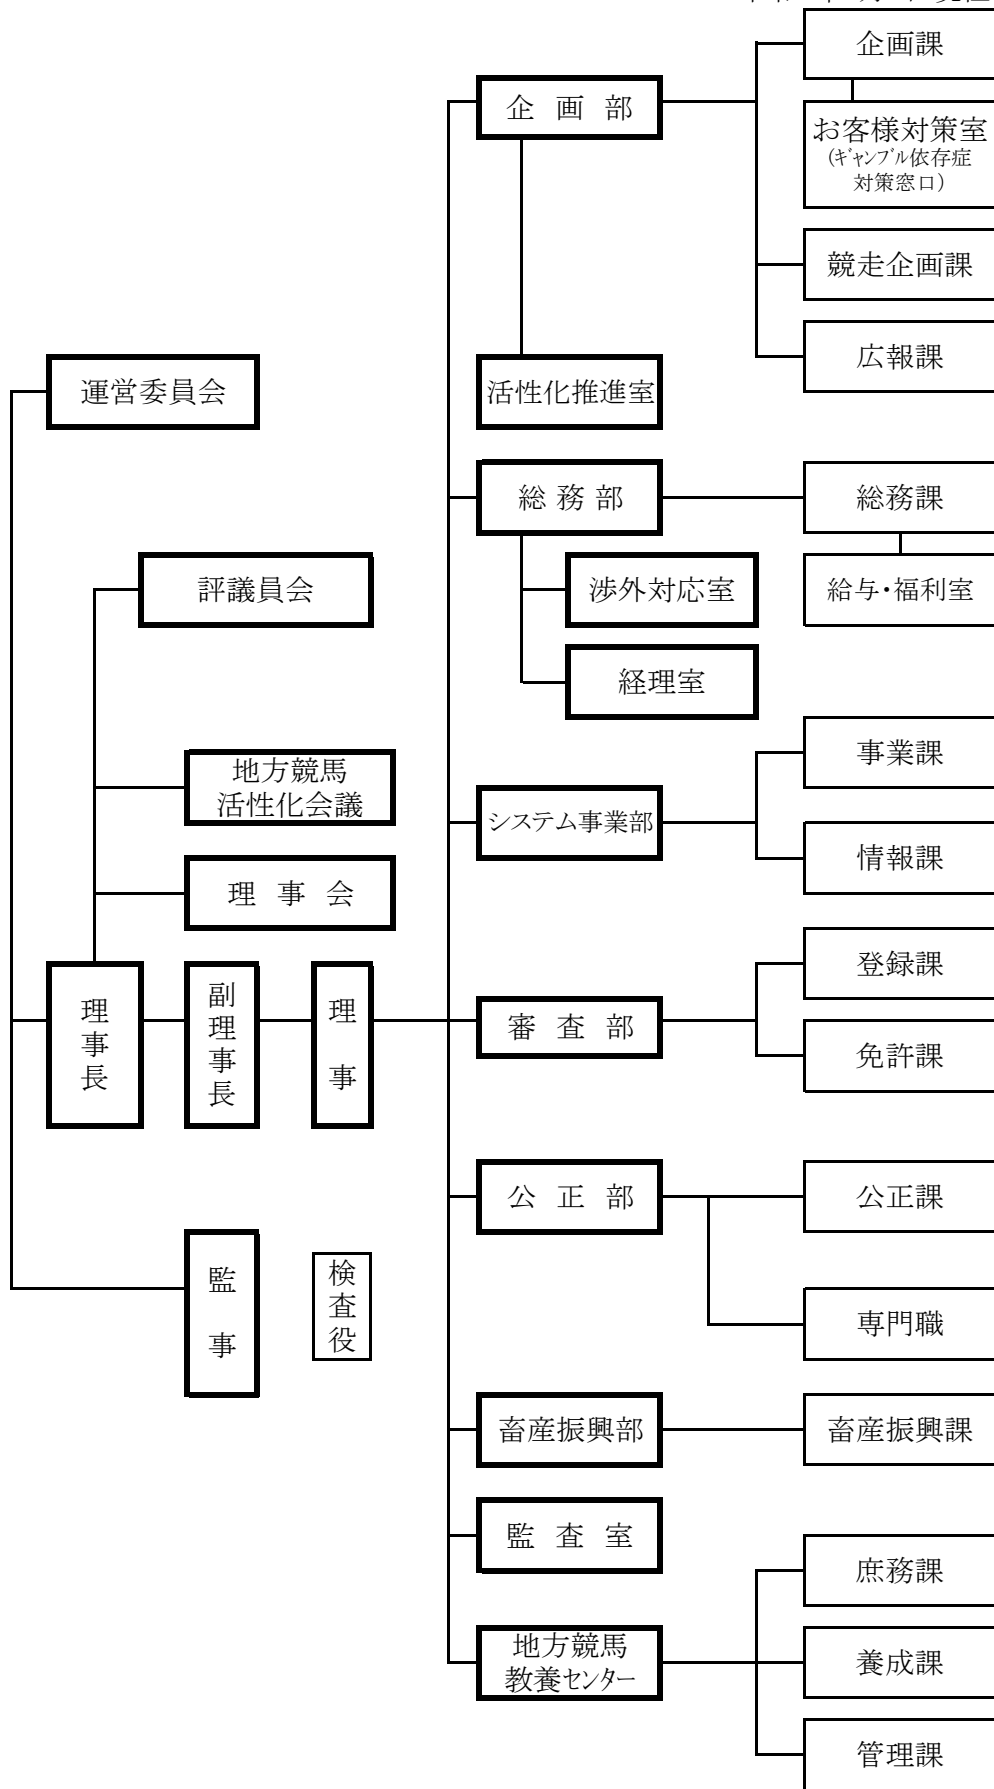 企画課
企 画 部
お客様対策室
(ギャンブル依存症
対策窓口)
競走企画課
広報課
運営委員会
活性化推進室
総 務 部
総務課
評議員会
渉外対応室
給与・福利室
経理室
事業課
地方競馬
活性化会議
システム事業部
情報課
理 事 会
登録課
理事長
副理事長
理 事
審 査 部
免許課
公 正 部
公正課
監 事
検査役
専門職
畜産振興部
畜産振興課
監 査 室
庶務課
地方競馬
教養センター
養成課
管理課